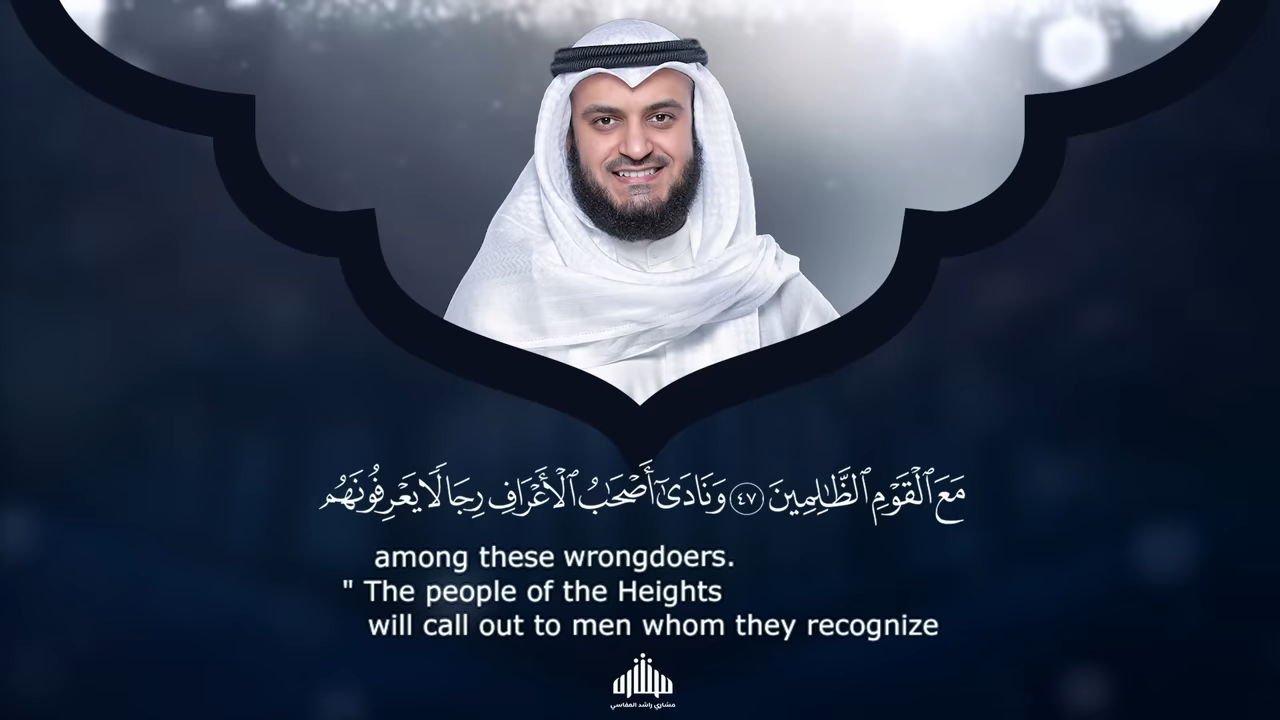 مَعَ ٱلْقَوْمِ ٱلظَّٰلِمِينَ ٤٧ وَنَادَىٰٓ أَصْحَٰبُ ٱلْأَعْرَافِ رِجَالًا يَعْرِفُونَهُم
among these wrongdoers.
" The people of the Heights
will call out to men whom they recognize
مشاري راشد العفاسي